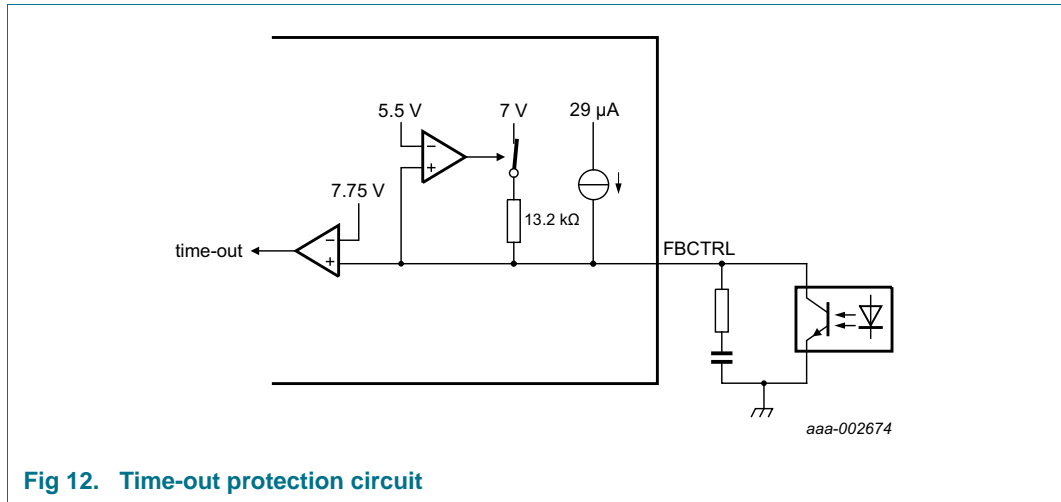 5.5 V
7 V
29 μA
−
+
7.75 V
13.2 kΩ
time-out
−
+
FBCTRL
aaa-002674
Fig 12. Time-out protection circuit